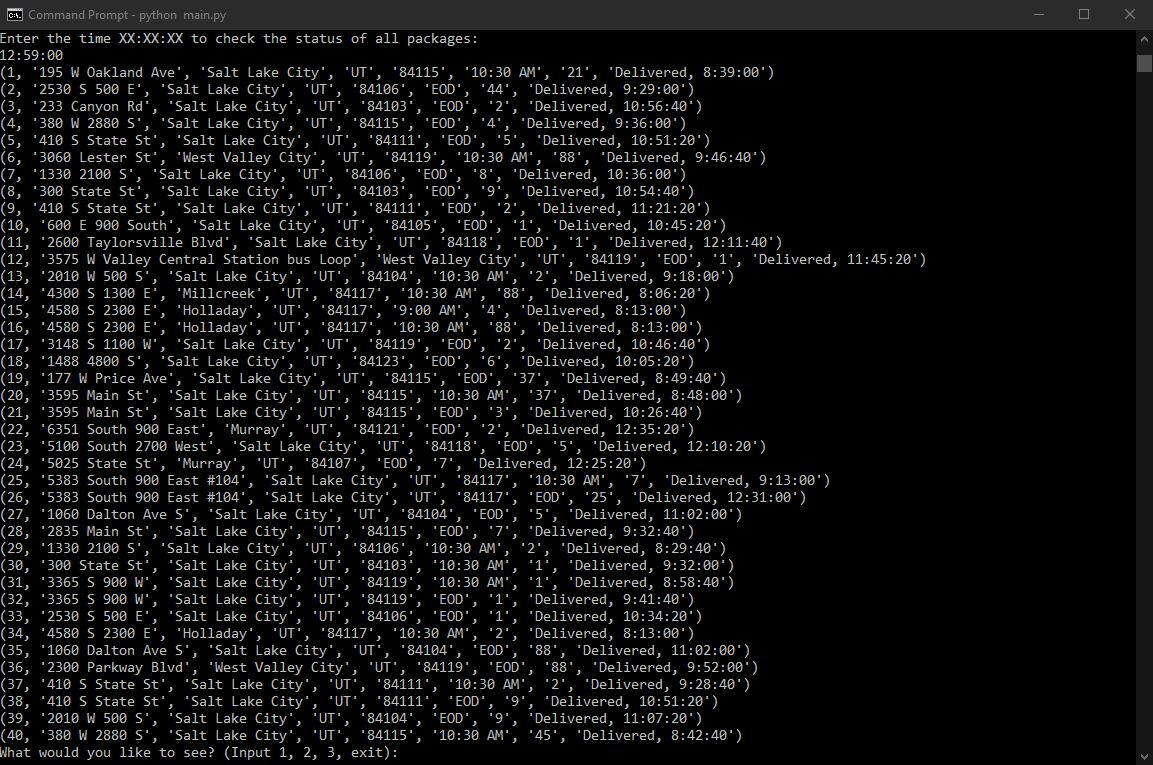 Command Prompt - python  main.py
Enter the time XX:XX:XX to check the status of all packages:
12:59:00
(1, '195 W Oakland Ave', 'Salt Lake City', 'UT', '84115', '10:30 AM', '21', 'Delivered, 8:39:00')
(2, '2530 S 500 E', 'Salt Lake City', 'UT', '84106', 'EOD', '44', 'Delivered, 9:29:00')
(3, '233 Canyon Rd', 'Salt Lake City', 'UT', '84103', 'EOD', '2', 'Delivered, 10:56:40')
(4, '380 W 2880 S', 'Salt Lake City', 'UT', '84115', 'EOD', '4', 'Delivered, 9:36:00')
(5, '410 S State St', 'Salt Lake City', 'UT', '84111', 'EOD', '5', 'Delivered, 10:51:20')
(6, '3060 Lester St', 'West Valley City', 'UT', '84119', '10:30 AM', '88', 'Delivered, 9:46:40')
(7, '1330 2100 S', 'Salt Lake City', 'UT', '84106', 'EOD', '8', 'Delivered, 10:36:00')
(8, '300 State St', 'Salt Lake City', 'UT', '84103', 'EOD', '9', 'Delivered, 10:54:40')
(9, '410 S State St', 'Salt Lake City', 'UT', '84111', 'EOD', '2', 'Delivered, 11:21:20')
(10, '600 E 900 South', 'Salt Lake City', 'UT', '84105', 'EOD', '1', 'Delivered, 10:45:20')
(11, '2600 Taylorsville Blvd', 'Salt Lake City', 'UT', '84118', 'EOD', '1', 'Delivered, 12:11:40')
(12, '3575 W Valley Central Station bus Loop', 'West Valley City', 'UT', '84119', 'EOD', '1', 'Delivered, 11:45:20')
(13, '2010 W 500 S', 'Salt Lake City', 'UT', '84104', '10:30 AM', '2', 'Delivered, 9:18:00')
(14, '4300 S 1300 E', 'Millcreek', 'UT', '84117', '10:30 AM', '88', 'Delivered, 8:06:20')
(15, '4580 S 2300 E', 'Holladay', 'UT', '84117', '9:00 AM', '4', 'Delivered, 8:13:00')
(16, '4580 S 2300 E', 'Holladay', 'UT', '84117', '10:30 AM', '88', 'Delivered, 8:13:00')
(17, '3148 S 1100 W', 'Salt Lake City', 'UT', '84119', 'EOD', '2', 'Delivered, 10:46:40')
(18, '1488 4800 S', 'Salt Lake City', 'UT', '84123', 'EOD', '6', 'Delivered, 10:05:20')
(19, '177 W Price Ave', 'Salt Lake City', 'UT', '84115', 'EOD', '37', 'Delivered, 8:49:40')
(20, '3595 Main St', 'Salt Lake City', 'UT', '84115', '10:30 AM', '37', 'Delivered, 8:48:00')
(21, '3595 Main St', 'Salt Lake City', 'UT', '84115', 'EOD', '3', 'Delivered, 10:26:40')
(22, '6351 South 900 East', 'Murray', 'UT', '84121', 'EOD', '2', 'Delivered, 12:35:20')
(23, '5100 South 2700 West', 'Salt Lake City', 'UT', '84118', 'EOD', '5', 'Delivered, 12:10:20')
(24, '5025 State St', 'Murray', 'UT', '84107', 'EOD', '7', 'Delivered, 12:25:20')
(25, '5383 South 900 East #104', 'Salt Lake City', 'UT', '84117', '10:30 AM', '7', 'Delivered, 9:13:00')
(26, '5383 South 900 East #104', 'Salt Lake City', 'UT', '84117', 'EOD', '25', 'Delivered, 12:31:00')
(27, '1060 Dalton Ave S', 'Salt Lake City', 'UT', '84104', 'EOD', '5', 'Delivered, 11:02:00')
(28, '2835 Main St', 'Salt Lake City', 'UT', '84115', 'EOD', '7', 'Delivered, 9:32:40')
(29, '1330 2100 S', 'Salt Lake City', 'UT', '84106', '10:30 AM', '2', 'Delivered, 8:29:40')
(30, '300 State St', 'Salt Lake City', 'UT', '84103', '10:30 AM', '1', 'Delivered, 9:32:00')
(31, '3365 S 900 W', 'Salt Lake City', 'UT', '84119', '10:30 AM', '1', 'Delivered, 8:58:40')
(32, '3365 S 900 W', 'Salt Lake City', 'UT', '84119', 'EOD', '1', 'Delivered, 9:41:40')
(33, '2530 S 500 E', 'Salt Lake City', 'UT', '84106', 'EOD', '1', 'Delivered, 10:34:20')
(34, '4580 S 2300 E', 'Holladay', 'UT', '84117', '10:30 AM', '2', 'Delivered, 8:13:00')
(35, '1060 Dalton Ave S', 'Salt Lake City', 'UT', '84104', 'EOD', '88', 'Delivered, 11:02:00')
(36, '2300 Parkway Blvd', 'West Valley City', 'UT', '84119', 'EOD', '88', 'Delivered, 9:52:00')
(37, '410 S State St', 'Salt Lake City', 'UT', '84111', '10:30 AM', '2', 'Delivered, 9:28:40')
(38, '410 S State St', 'Salt Lake City', 'UT', '84111', 'EOD', '9', 'Delivered, 10:51:20')
(39, '2010 W 500 S', 'Salt Lake City', 'UT', '84104', 'EOD', '9', 'Delivered, 11:07:20')
(40, '380 W 2880 S', 'Salt Lake City', 'UT', '84115', '10:30 AM', '45', 'Delivered, 8:42:40')
What would you like to see? (Input 1, 2, 3, exit):